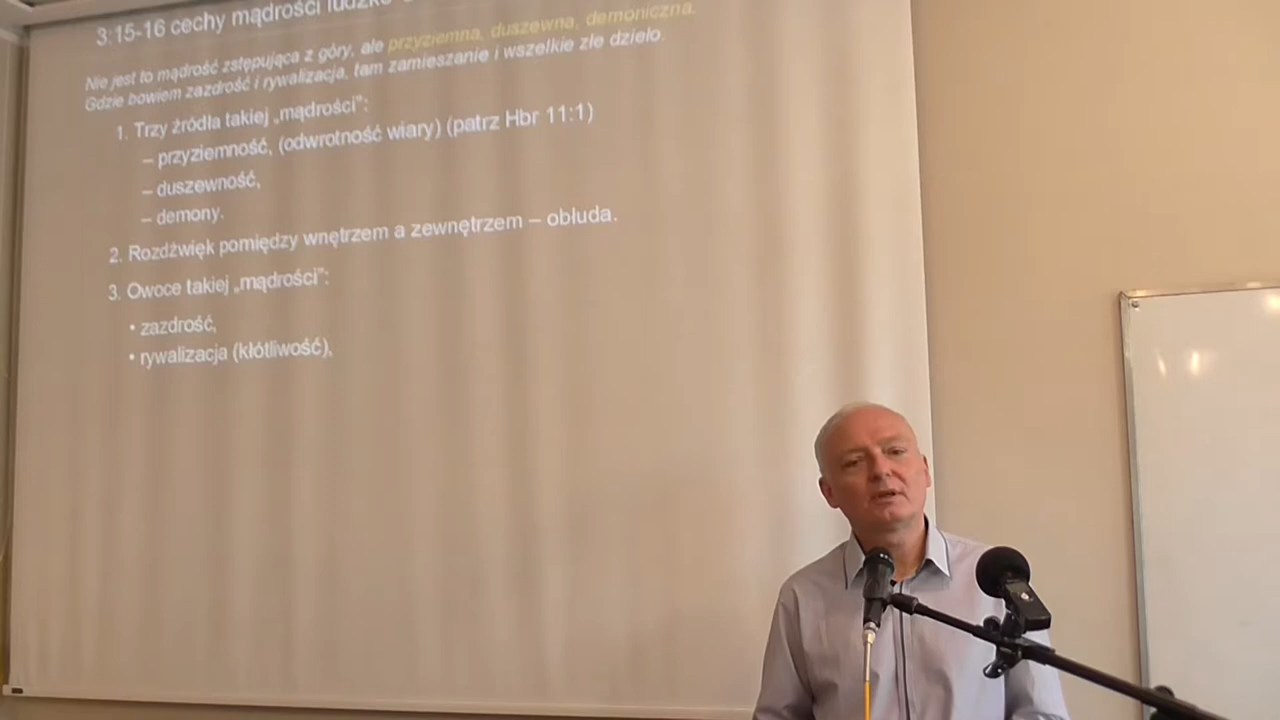 3:15-16 cechy mądrości ludzko
Nie jest to mądrość zstępująca z góry, ale przyziemna, duszewna, demoniczna.
Gdzie bowiem zazdrość i rywalizacja, tam zamieszanie i wszelkie złe dzieło.
1. Trzy źródła takiej „mądrości”:
– przyziemność, (odwrotność wiary) (patrz Hbr 11:1)
– duszewność,
– demony.
2. Rozdźwięk pomiędzy wnętrzem a zewnętrzem – obłuda.
3. Owoce takiej „mądrości”:
• zazdrość,
• rywalizacja (kłótliwość),